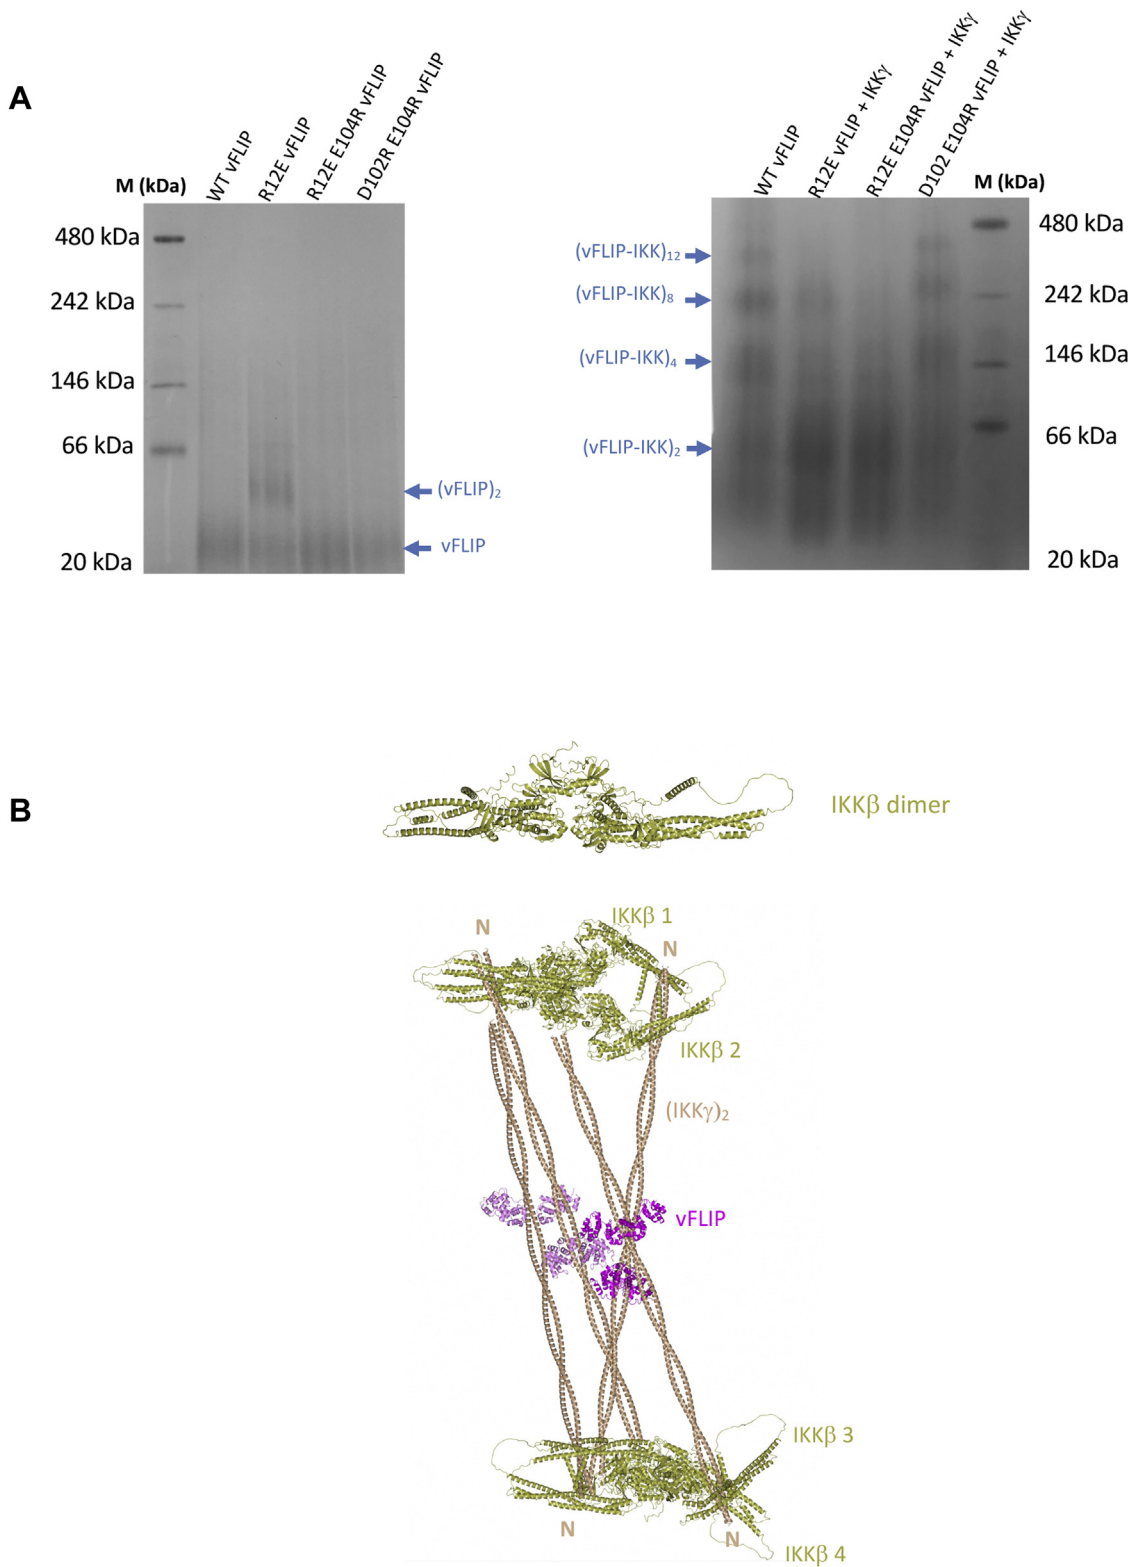 A
M (kDa)
WT vFLIP
R12E vFLIP
R12E E104R vFLIP
D102R E104R vFLIP
480 kDa
242 kDa
146 kDa
66 kDa
20 kDa
(vFLIP)₂
vFLIP
WT vFLIP
R12E vFLIP + IKKγ
R12E E104R vFLIP + IKKγ
D102 E104R vFLIP + IKKγ
M (kDa)
(vFLIP-IKK)₁₂
(vFLIP-IKK)₈
(vFLIP-IKK)₄
(vFLIP-IKK)₂
480 kDa
242 kDa
146 kDa
66 kDa
20 kDa
B
IKKβ dimer
N
IKKβ 1
N
IKKβ 2
(IKKγ)₂
vFLIP
IKKβ 3
N
N
IKKβ 4